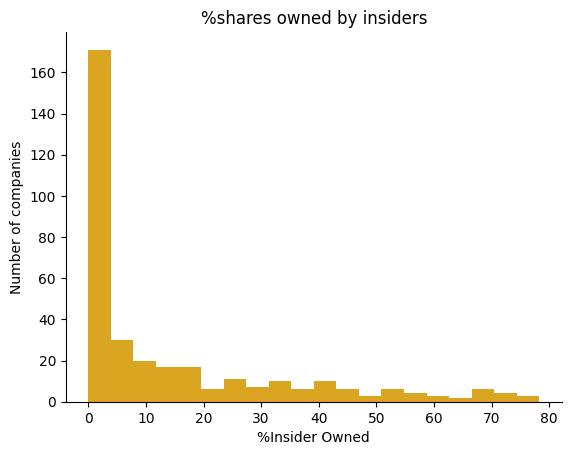 %shares owned by insiders
160
140
120
100
80
60
40
20
0
Number of companies
0 10 20 30 40 50 60 70 80
%Insider Owned